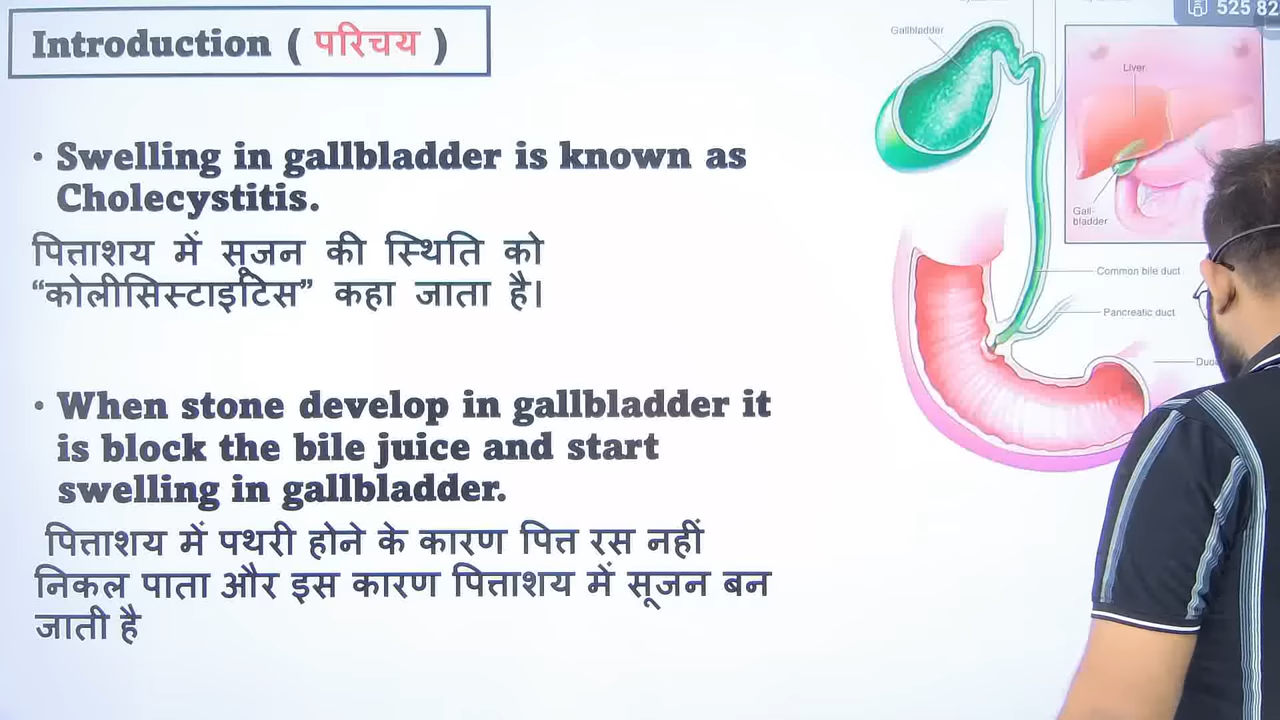 Introduction ( परिचय )
• Swelling in gallbladder is known as
Cholecystitis.
पित्ताशय में सूजन की स्थिति को
“कोलीसिस्टाइटिस” कहा जाता है।
• When stone develop in gallbladder it
is block the bile juice and start
swelling in gallbladder.
पित्ताशय में पथरी होने के कारण पित्त रस नहीं
निकल पाता और इस कारण पित्ताशय में सूजन बन
जाती है
525 82
Gallbladder
Liver
Gall-
bladder
Common bile duct
Pancreatic duct